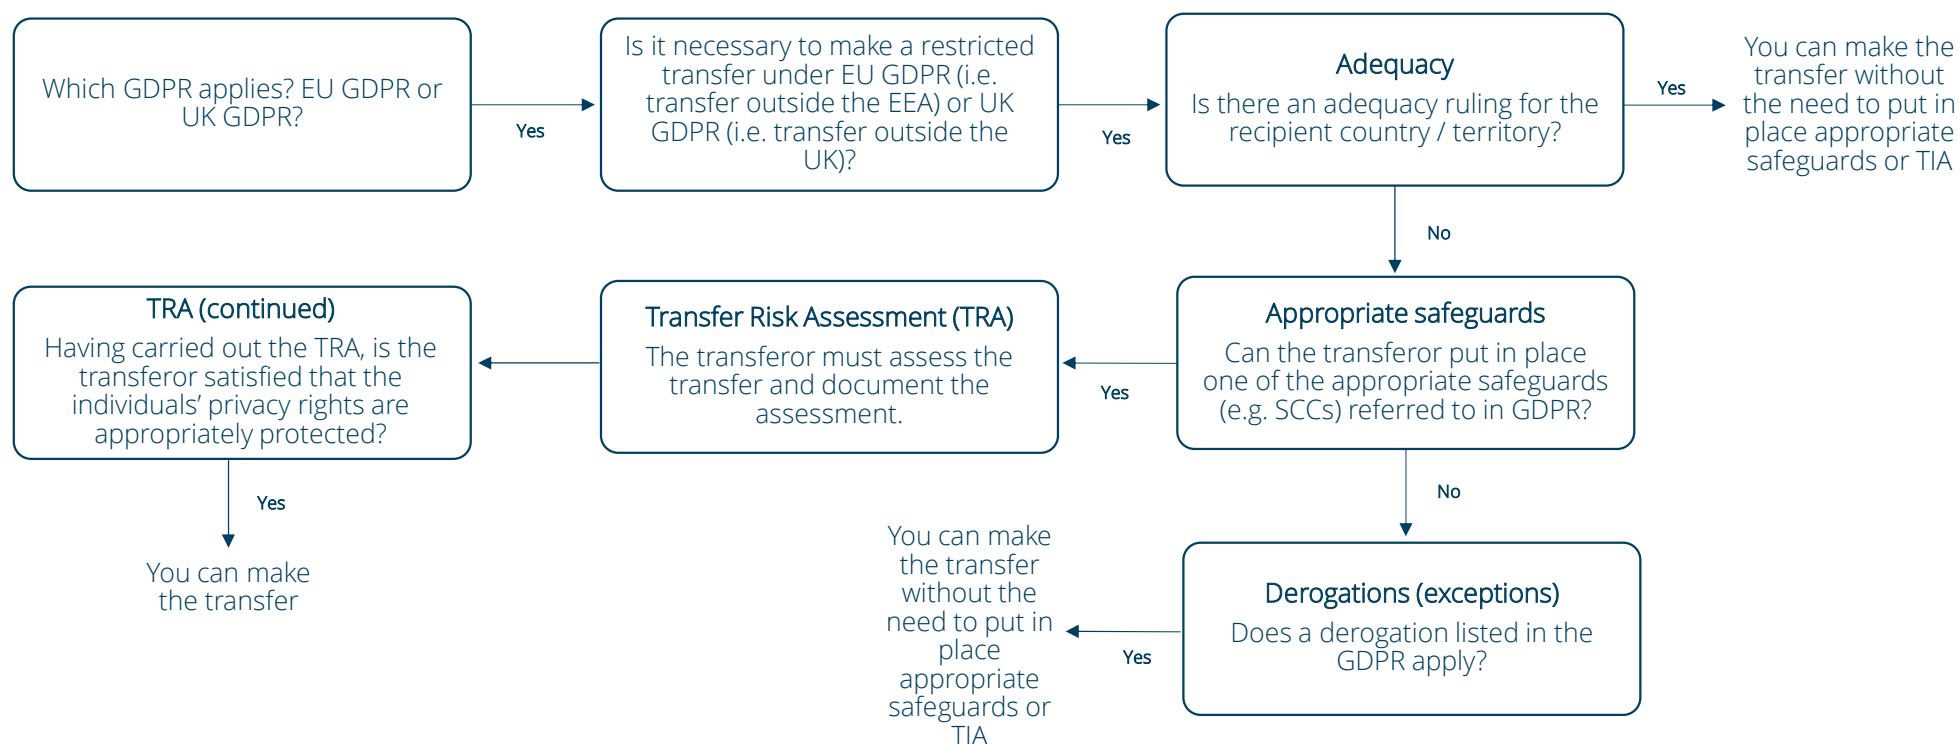 Which GDPR applies? EU GDPR or
UK GDPR?
Yes
Is it necessary to make a restricted
transfer under EU GDPR (i.e.
transfer outside the EEA) or UK
GDPR (i.e. transfer outside the
UK)?
Yes
Adequacy
Is there an adequacy ruling for the
recipient country / territory?
Yes
You can make the
transfer without
the need to put in
place appropriate
safeguards or TIA
No
Appropriate safeguards
Can the transferor put in place
one of the appropriate safeguards
(e.g. SCCs) referred to in GDPR?
Yes
Transfer Risk Assessment (TRA)
The transferor must assess the
transfer and document the
assessment.
TRA (continued)
Having carried out the TRA, is the
transferor satisfied that the
individuals’ privacy rights are
appropriately protected?
Yes
You can make
the transfer
No
Derogations (exceptions)
Does a derogation listed in the
GDPR apply?
Yes
You can make
the transfer
without the
need to put in
place
appropriate
safeguards or
TIA